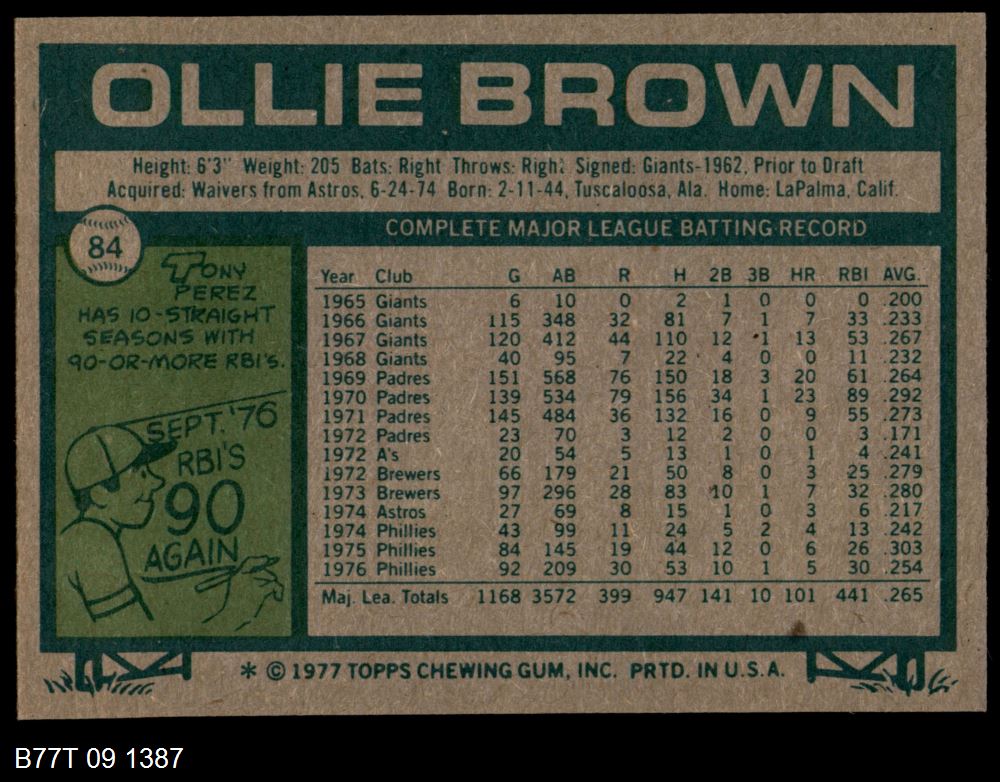 OLLIE BROWN
Height: 6'3" Weight: 205 Bats: Right Throws: Right Signed: Giants-1962, Prior to Draft
Acquired: Waivers from Astros, 6-24-74 Born: 2-11-44, Tuscaloosa, Ala. Home: LaPalma, Calif.
84
TONY
PEREZ
HAS 10-STRAIGHT
SEASONS WITH
90-OR-MORE RBI'S.
SEPT. '76
RBI'S
90
AGAIN
COMPLETE MAJOR LEAGUE BATTING RECORD
Year Club G AB R H 2B 3B HR RBI AVG.
1965 Giants 6 10 0 2 1 0 0 0 .200
1966 Giants 115 348 32 81 7 1 7 33 .233
1967 Giants 120 412 44 110 12 1 13 53 .267
1968 Giants 40 95 7 22 4 0 0 11 .232
1969 Padres 151 568 76 150 18 3 20 61 .264
1970 Padres 139 534 79 156 34 1 23 89 .292
1971 Padres 145 484 36 132 16 0 9 55 .273
1972 Padres 23 70 3 12 2 0 0 3 .171
1972 A's 20 54 5 13 1 0 1 4 .241
1972 Brewers 66 179 21 50 8 0 3 25 .279
1973 Brewers 97 296 28 83 10 1 7 32 .280
1974 Astros 27 69 8 15 1 0 3 6 .217
1974 Phillies 43 99 11 24 5 2 4 13 .242
1975 Phillies 84 145 19 44 12 0 6 26 .303
1976 Phillies 92 209 30 53 10 1 5 30 .254
Maj. Lea. Totals 1168 3572 399 947 141 10 101 441 .265
* © 1977 TOPPS CHEWING GUM, INC. PRTD. IN U.S.A.
B77T 09 1387